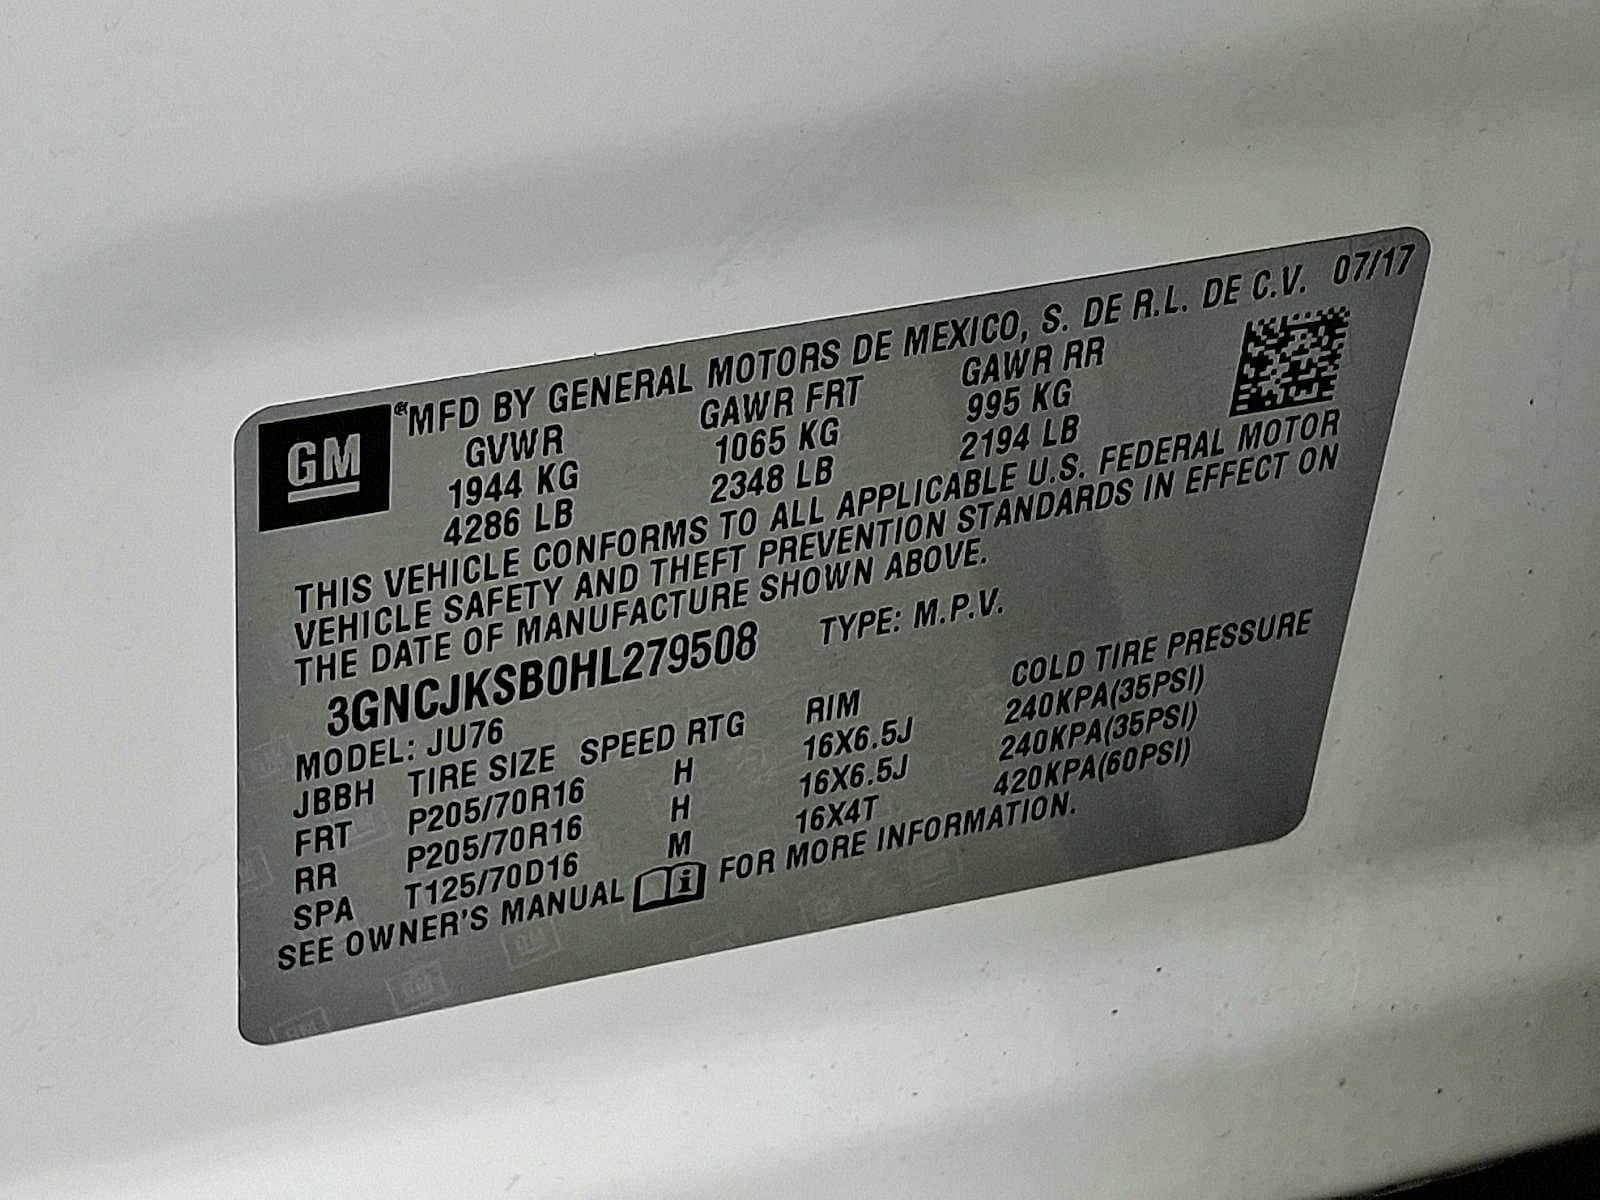 GM MFD BY GENERAL MOTORS DE MEXICO, S. DE R.L. DE C.V. 07/17
GVWR GAWR FRT GAWR RR
1944 KG 1065 KG 995 KG
4286 LB 2348 LB 2194 LB
THIS VEHICLE CONFORMS TO ALL APPLICABLE U.S. FEDERAL MOTOR
VEHICLE SAFETY AND THEFT PREVENTION STANDARDS IN EFFECT ON
THE DATE OF MANUFACTURE SHOWN ABOVE.
3GNCJKSB0HL279508 TYPE: M.P.V.
MODEL: JU76
JBBH TIRE SIZE SPEED RTG RIM COLD TIRE PRESSURE
FRT P205/70R16 H 16X6.5J 240KPA(35PSI)
RR P205/70R16 H 16X6.5J 240KPA(35PSI)
SPA T125/70D16 M 16X4T 420KPA(60PSI)
SEE OWNER'S MANUAL FOR MORE INFORMATION.